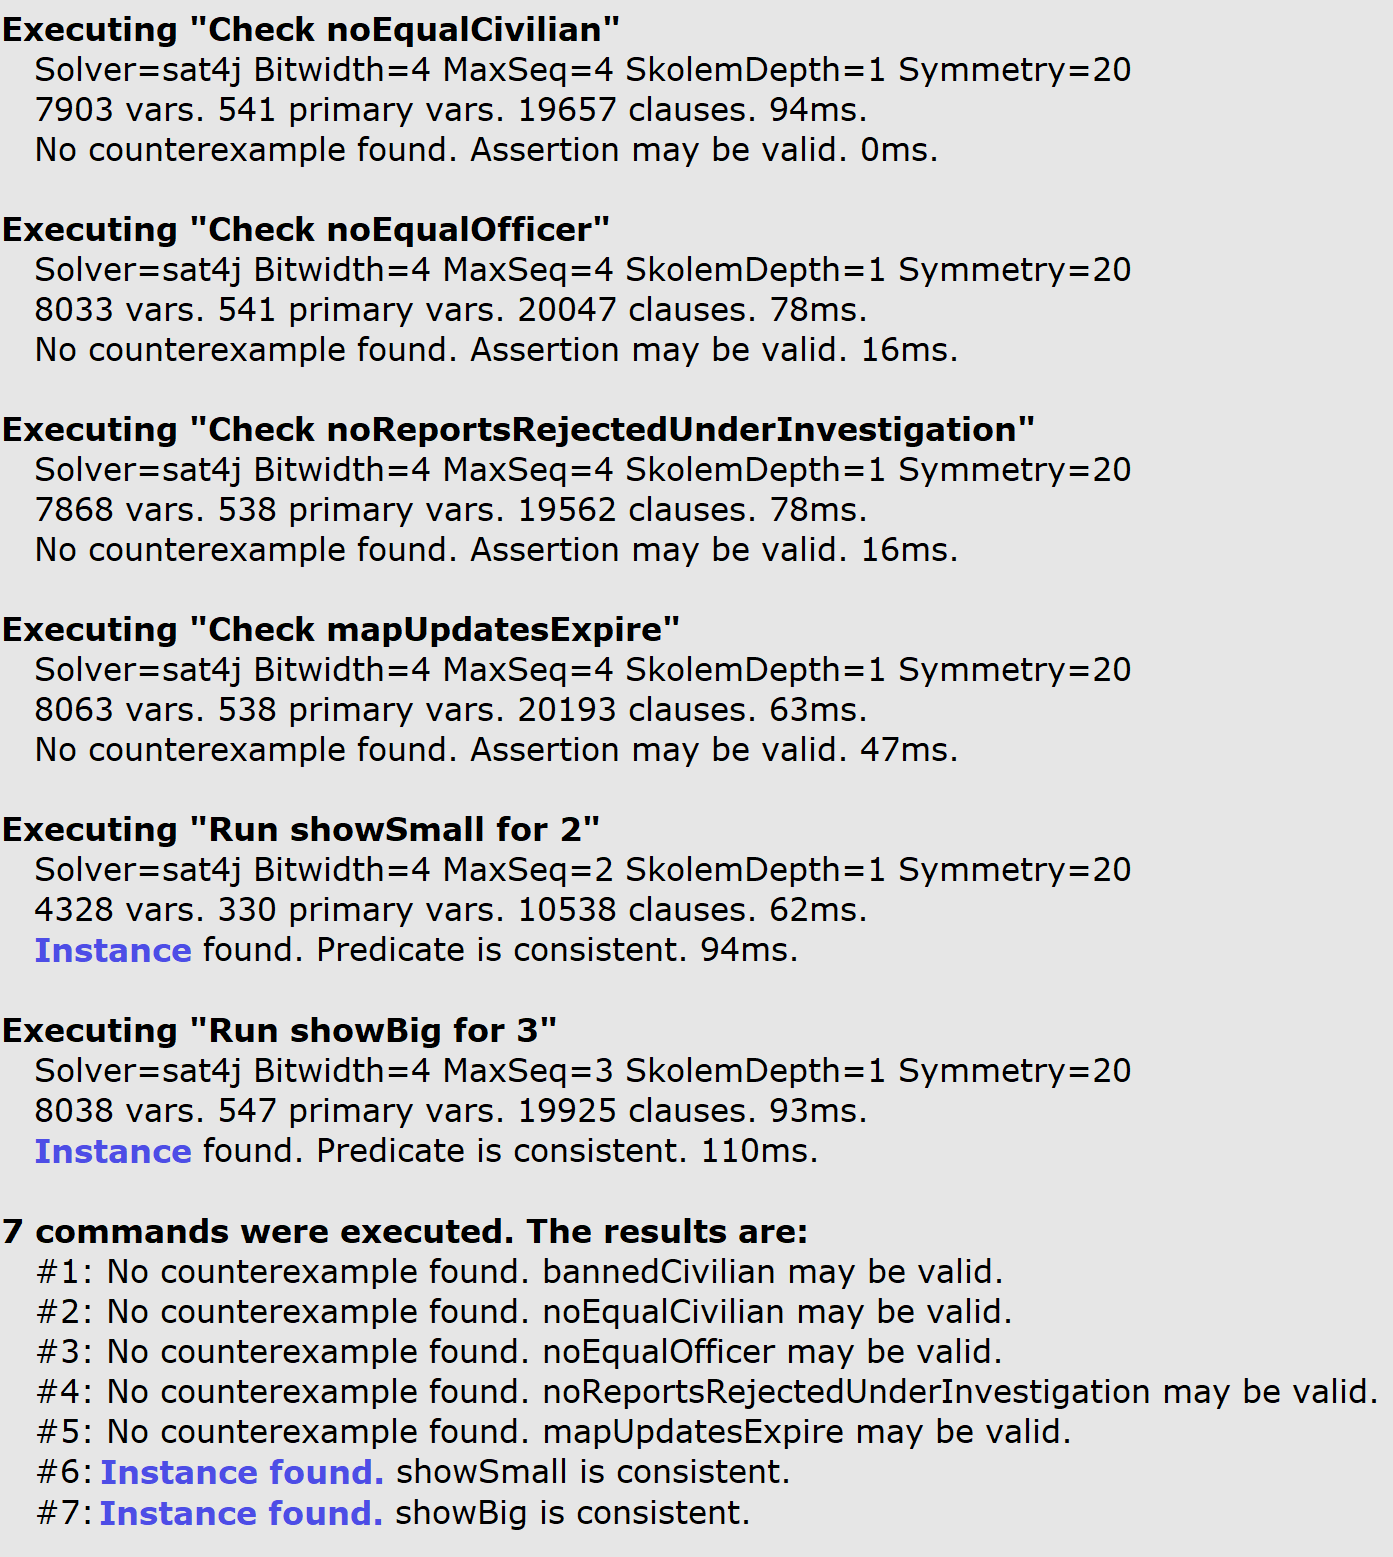 Executing "Check noEqualCivilian"
Solver=sat4j Bitwidth=4 MaxSeq=4 SkolemDepth=1 Symmetry=20
7903 vars. 541 primary vars. 19657 clauses. 94ms.
No counterexample found. Assertion may be valid. 0ms.
Executing "Check noEqualOfficer"
Solver=sat4j Bitwidth=4 MaxSeq=4 SkolemDepth=1 Symmetry=20
8033 vars. 541 primary vars. 20047 clauses. 78ms.
No counterexample found. Assertion may be valid. 16ms.
Executing "Check noReportsRejectedUnderInvestigation"
Solver=sat4j Bitwidth=4 MaxSeq=4 SkolemDepth=1 Symmetry=20
7868 vars. 538 primary vars. 19562 clauses. 78ms.
No counterexample found. Assertion may be valid. 16ms.
Executing "Check mapUpdatesExpire"
Solver=sat4j Bitwidth=4 MaxSeq=4 SkolemDepth=1 Symmetry=20
8063 vars. 538 primary vars. 20193 clauses. 63ms.
No counterexample found. Assertion may be valid. 47ms.
Executing "Run showSmall for 2"
Solver=sat4j Bitwidth=4 MaxSeq=2 SkolemDepth=1 Symmetry=20
4328 vars. 330 primary vars. 10538 clauses. 62ms.
Instance found. Predicate is consistent. 94ms.
Executing "Run showBig for 3"
Solver=sat4j Bitwidth=4 MaxSeq=3 SkolemDepth=1 Symmetry=20
8038 vars. 547 primary vars. 19925 clauses. 93ms.
Instance found. Predicate is consistent. 110ms.
7 commands were executed. The results are:
#1: No counterexample found. bannedCivilian may be valid.
#2: No counterexample found. noEqualCivilian may be valid.
#3: No counterexample found. noEqualOfficer may be valid.
#4: No counterexample found. noReportsRejectedUnderInvestigation may be valid.
#5: No counterexample found. mapUpdatesExpire may be valid.
#6: Instance found. showSmall is consistent.
#7: Instance found. showBig is consistent.